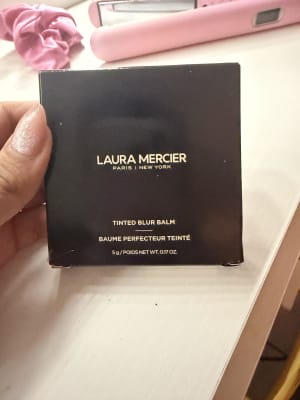 LAURA MERCIER
PARIS | NEW YORK
TINTED BLUR BALM
BAUME PERFECTEUR TEINTÉ
5 g / POIDS NET WT. 0.17 OZ.